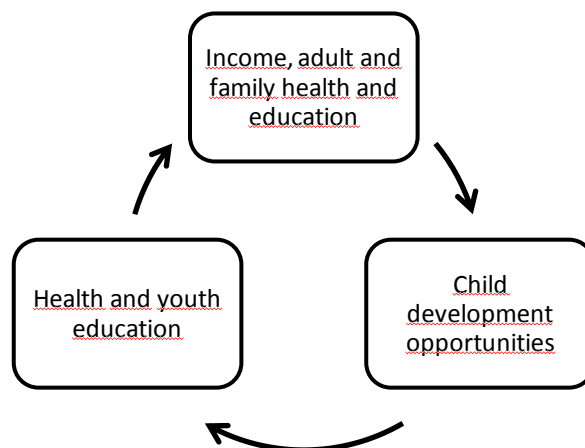 Income, adult and
family health and
education
Health and youth
education
Child
development
opportunities